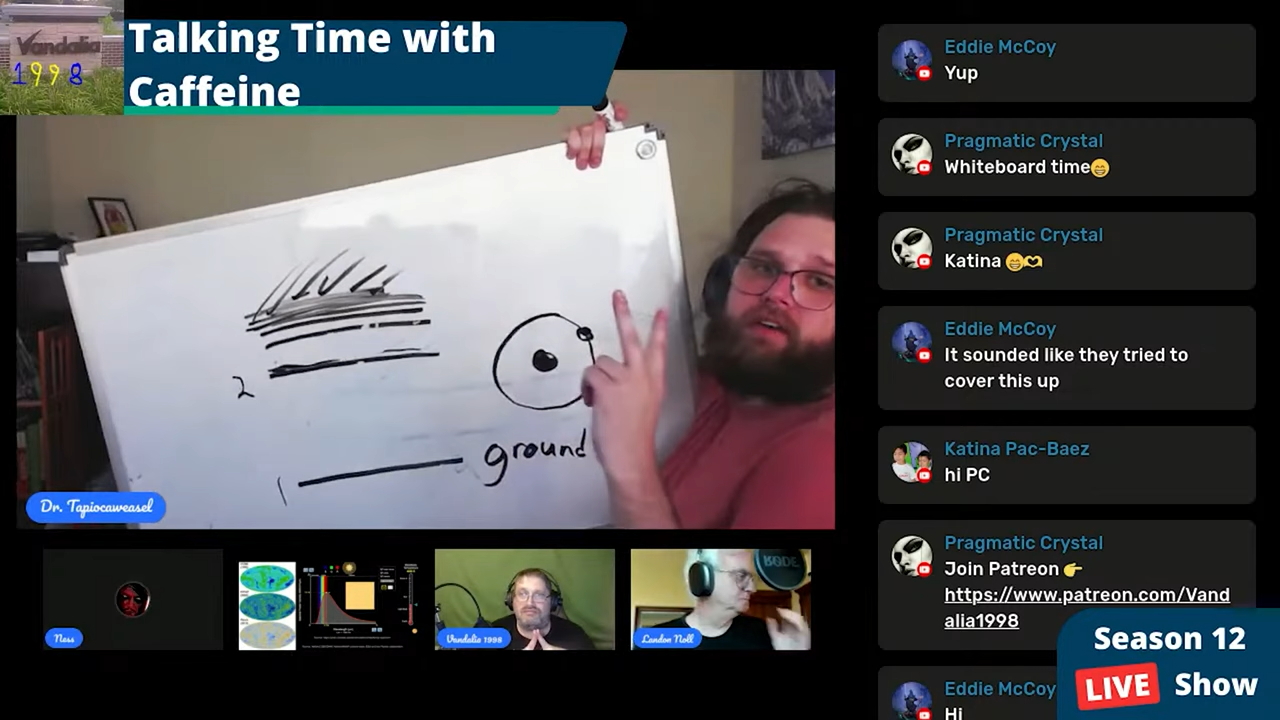 Vandalia
1998
Talking Time with
Caffeine
2
1
ground
Dr. Tapiocaweasel
Ness
Vandalia 1998
RODE
Landon Noll
Eddie McCoy
Yup
Pragmatic Crystal
Whiteboard time😁
Pragmatic Crystal
Katina 😁🫶
Eddie McCoy
It sounded like they tried to
cover this up
Katina Pac-Baez
hi PC
Pragmatic Crystal
Join Patreon 👉
https://www.patreon.com/Vand
alia1998
Eddie McCoy
Hi
Season 12
LIVE Show